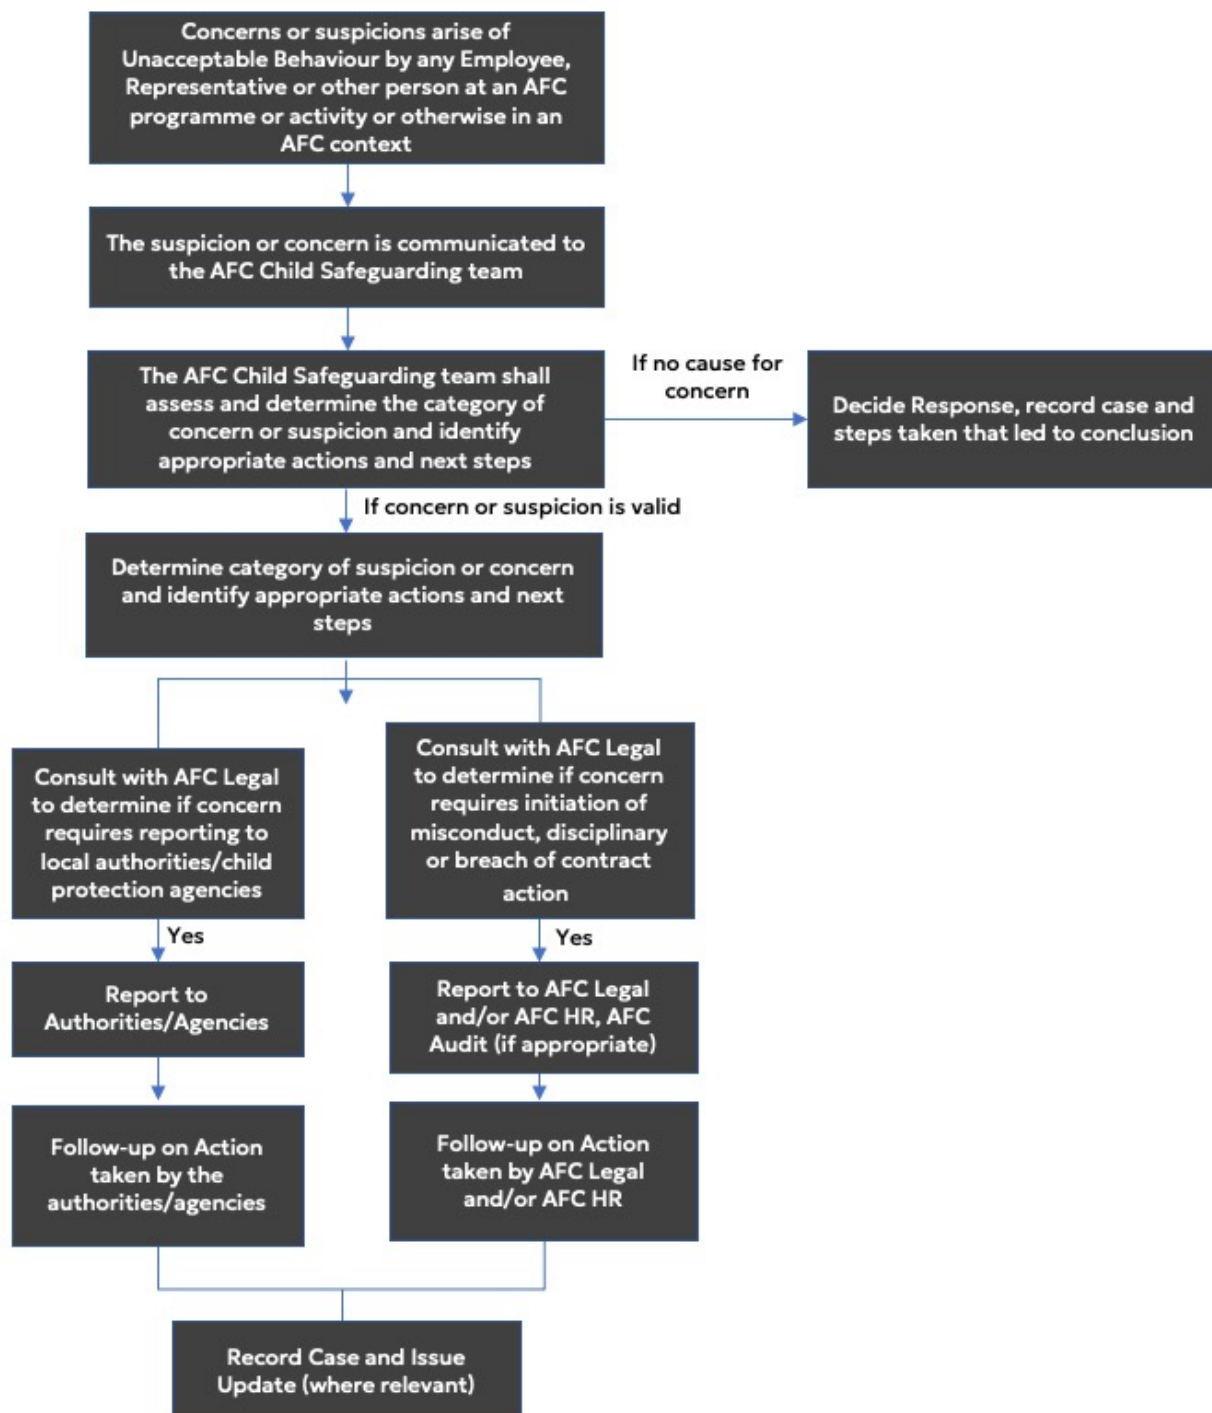 Concerns or suspicions arise of
Unacceptable Behaviour by any Employee,
Representative or other person at an AFC
programme or activity or otherwise in an
AFC context
The suspicion or concern is communicated to
the AFC Child Safeguarding team
The AFC Child Safeguarding team shall
assess and determine the category of
concern or suspicion and identify
appropriate actions and next steps
If no cause for
concern
Decide Response, record case and
steps taken that led to conclusion
If concern or suspicion is valid
Determine category of suspicion or concern
and identify appropriate actions and next
steps
Consult with AFC Legal
to determine if concern
requires reporting to
local authorities/child
protection agencies
Yes
Report to
Authorities/Agencies
Follow-up on Action
taken by the
authorities/agencies
Consult with AFC Legal
to determine if concern
requires initiation of
misconduct, disciplinary
or breach of contract
action
Yes
Report to AFC Legal
and/or AFC HR, AFC
Audit (if appropriate)
Follow-up on Action
taken by AFC Legal
and/or AFC HR
Record Case and Issue
Update (where relevant)